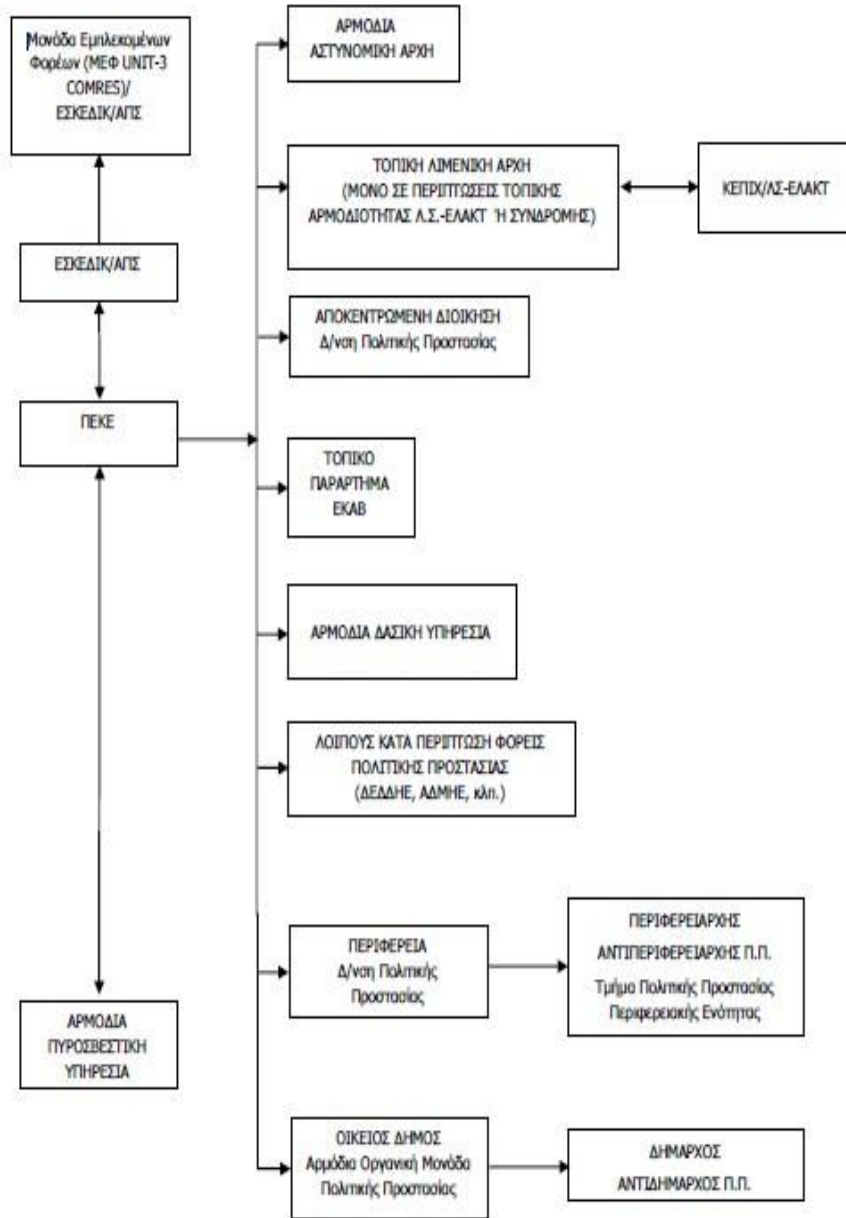 Μονάδα Εμπλεκομένων
Φορέων (ΜΕΦ UNIT-3
COMRES)/
ΕΣΚΕΔΙΚ/ΑΠΣ
ΕΣΚΕΔΙΚ/ΑΠΣ
ΠΕΚΕ
ΑΡΜΟΔΙΑ
ΠΥΡΟΣΒΕΣΤΙΚΗ
ΥΠΗΡΕΣΙΑ
ΑΡΜΟΔΙΑ
ΑΣΤΥΝΟΜΙΚΗ ΑΡΧΗ
ΤΟΠΙΚΗ ΛΙΜΕΝΙΚΗ ΑΡΧΗ
(ΜΟΝΟ ΣΕ ΠΕΡΙΠΤΩΣΕΙΣ ΤΟΠΙΚΗΣ
ΑΡΜΟΔΙΟΤΗΤΑΣ Λ.Σ.-ΕΛΑΚΤ Ή ΣΥΝΔΡΟΜΗΣ)
ΚΕΠΙΧ/ΛΣ-ΕΛΑΚΤ
ΑΠΟΚΕΝΤΡΩΜΕΝΗ ΔΙΟΙΚΗΣΗ
Δ/νση Πολιτικής Προστασίας
ΤΟΠΙΚΟ
ΠΑΡΑΡΤΗΜΑ
ΕΚΑΒ
ΑΡΜΟΔΙΑ ΔΑΣΙΚΗ ΥΠΗΡΕΣΙΑ
ΛΟΙΠΟΥΣ ΚΑΤΑ ΠΕΡΙΠΤΩΣΗ ΦΟΡΕΙΣ
ΠΟΛΙΤΙΚΗΣ ΠΡΟΣΤΑΣΙΑΣ
(ΔΕΔΔΗΕ, ΑΔΜΗΕ, κλπ.)
ΠΕΡΙΦΕΡΕΙΑ
Δ/νση Πολιτικής
Προστασίας
ΠΕΡΙΦΕΡΕΙΑΡΧΗΣ
ΑΝΤΙΠΕΡΙΦΕΡΕΙΑΡΧΗΣ Π.Π.
Τμήμα Πολιτικής Προστασίας
Περιφερειακής Ενότητας
ΟΙΚΕΙΟΣ ΔΗΜΟΣ
Αρμόδια Οργανική Μονάδα
Πολιτικής Προστασίας
ΔΗΜΑΡΧΟΣ
ΑΝΤΙΔΗΜΑΡΧΟΣ Π.Π.